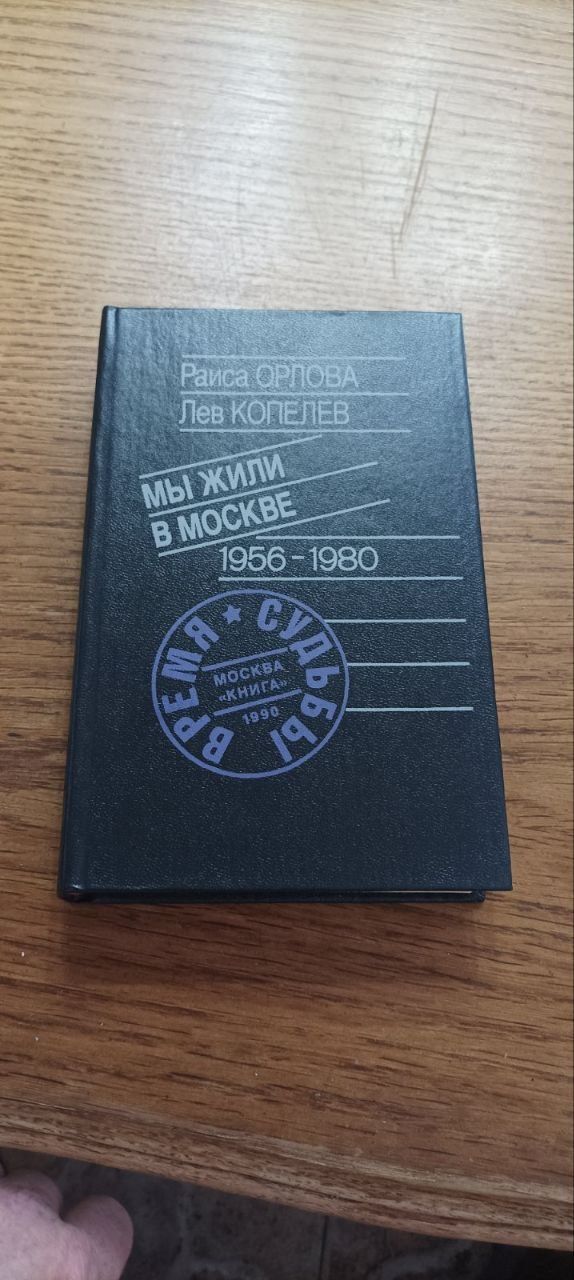 Раиса ОРЛОВА
Лев КОПЕЛЕВ
МЫ ЖИЛИ
В МОСКВЕ
1956-1980
ВРЕМЯ ★ СУДЬБЫ
МОСКВА
«КНИГА»
1990